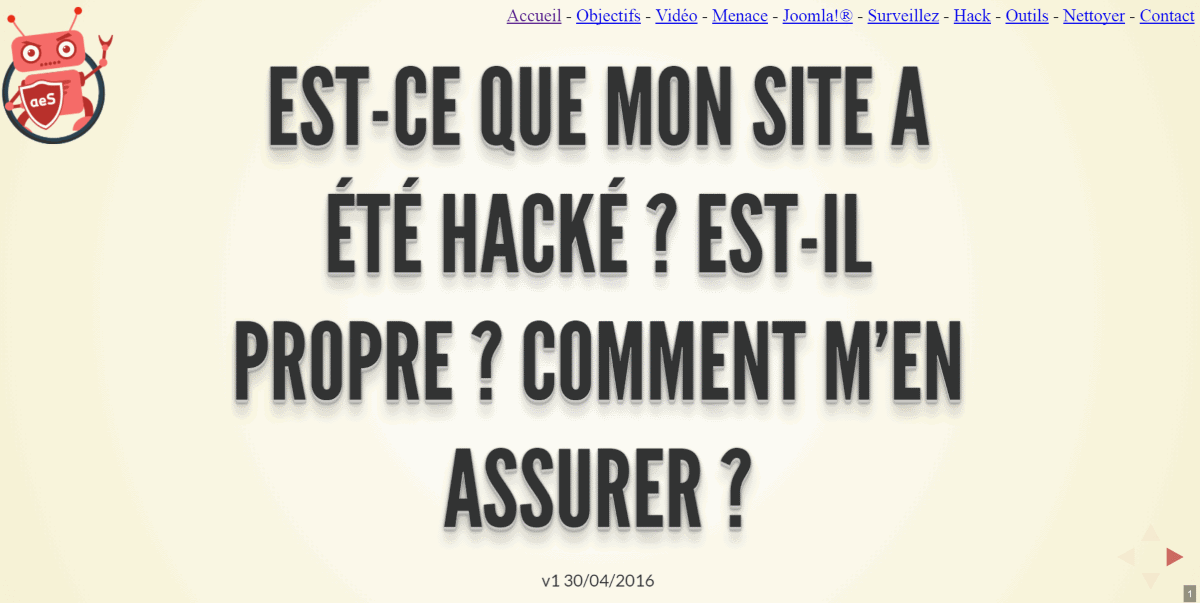 Accueil - Objectifs - Vidéo - Menace - Joomla!® - Surveillez - Hack - Outils - Nettoyer - Contact
aeS
EST-CE QUE MON SITE A
ÉTÉ HACKÉ ? EST-IL
PROPRE ? COMMENT M'EN
ASSURER ?
v1 30/04/2016
1